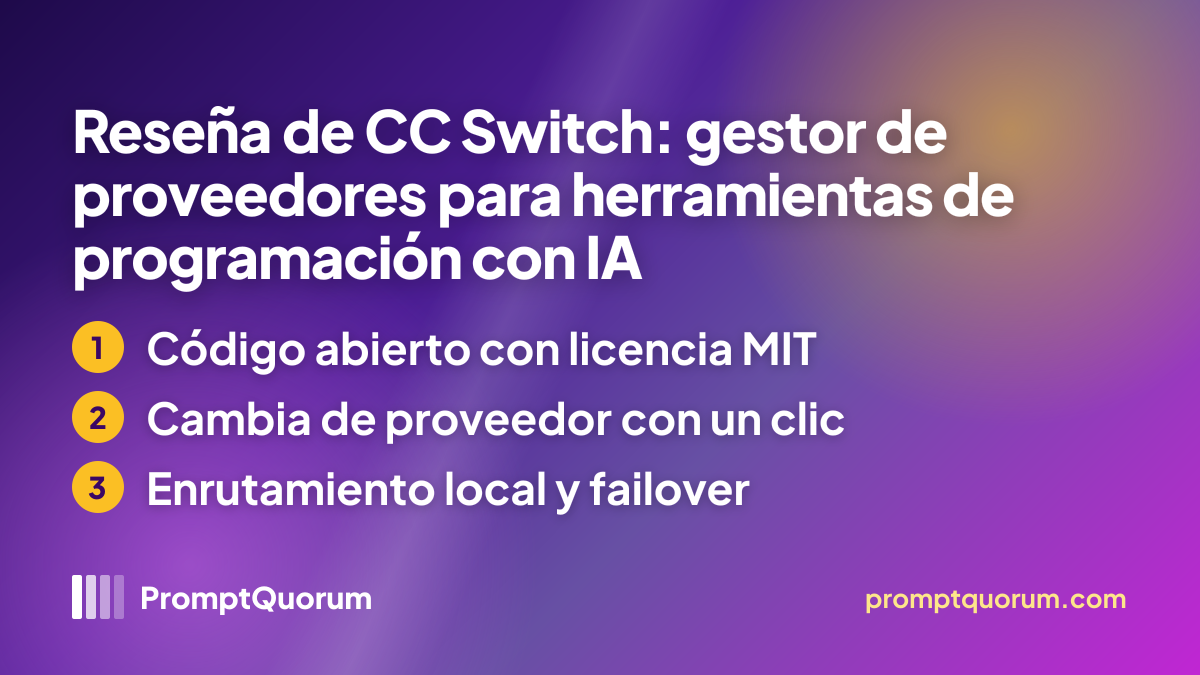 Reseña de CC Switch: gestor de
proveedores para herramientas de
programación con IA
1 Código abierto con licencia MIT
2 Cambia de proveedor con un clic
3 Enrutamiento local y failover
PromptQuorum
promptquorum.com